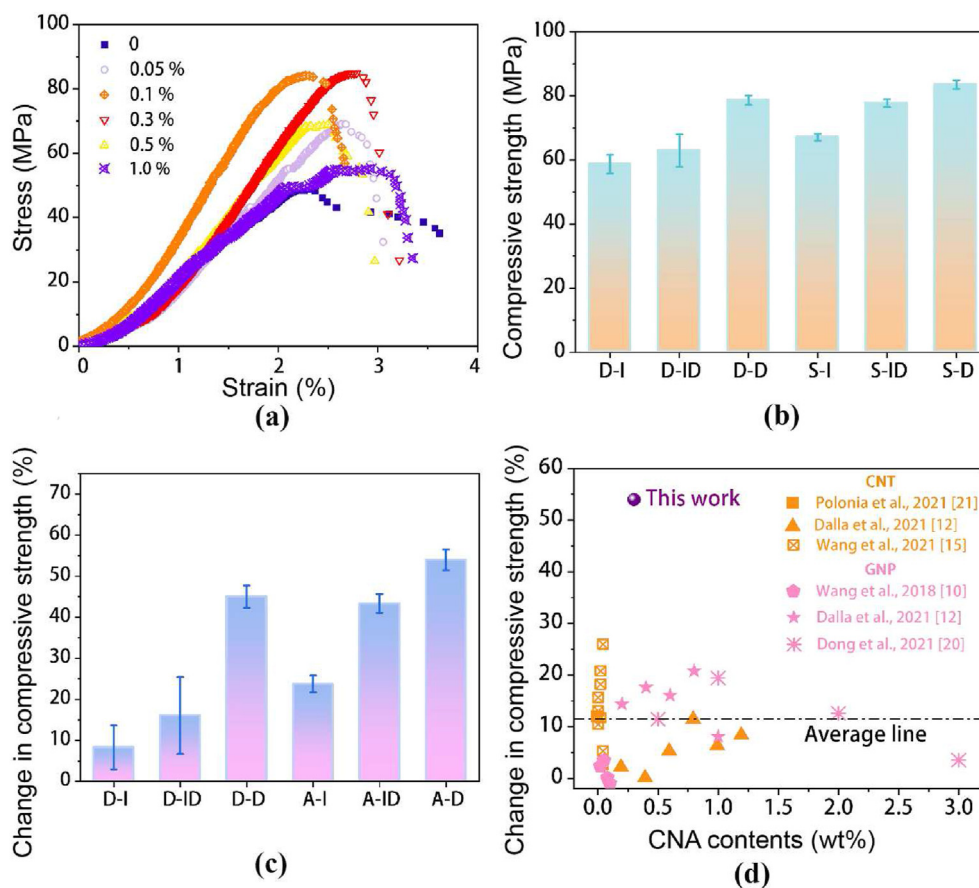 Stress (MPa)
100
80
60
40
20
0
0
0.05 %
0.1 %
0.3 %
0.5 %
1.0 %
0 1 2 3 4
Strain (%)
(a)
Compressive strength (MPa)
100
80
60
40
20
0
D-I D-ID D-D S-I S-ID S-D
(b)
Change in compressive strength (%)
70
60
50
40
30
20
10
0
D-I D-ID D-D A-I A-ID A-D
(c)
Change in compressive strength (%)
60
50
40
30
20
10
0
This work
CNT
Polonia et al., 2021 [21]
Dalla et al., 2021 [12]
Wang et al., 2021 [15]
GNP
Wang et al., 2018 [10]
Dalla et al., 2021 [12]
Dong et al., 2021 [20]
Average line
0.0 0.5 1.0 1.5 2.0 2.5 3.0
CNA contents (wt%)
(d)